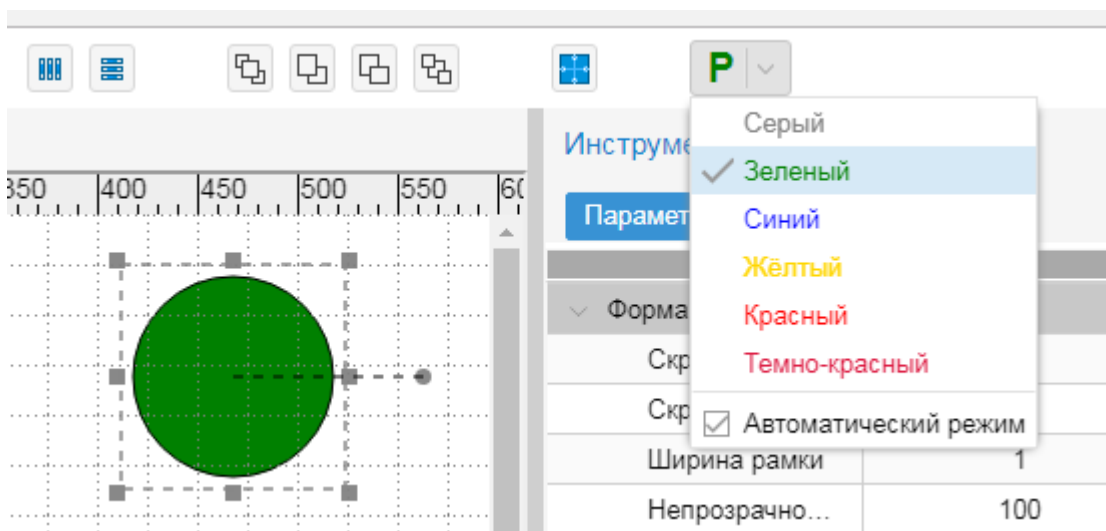 P
Серый
Инструме
Зеленый
350 400 450 500 550 60
Парамет
Синий
Жёлтый
Форма
Красный
Скр
Темно-красный
Скр
Автоматический режим
Ширина рамки 1
Непрозрачно... 100